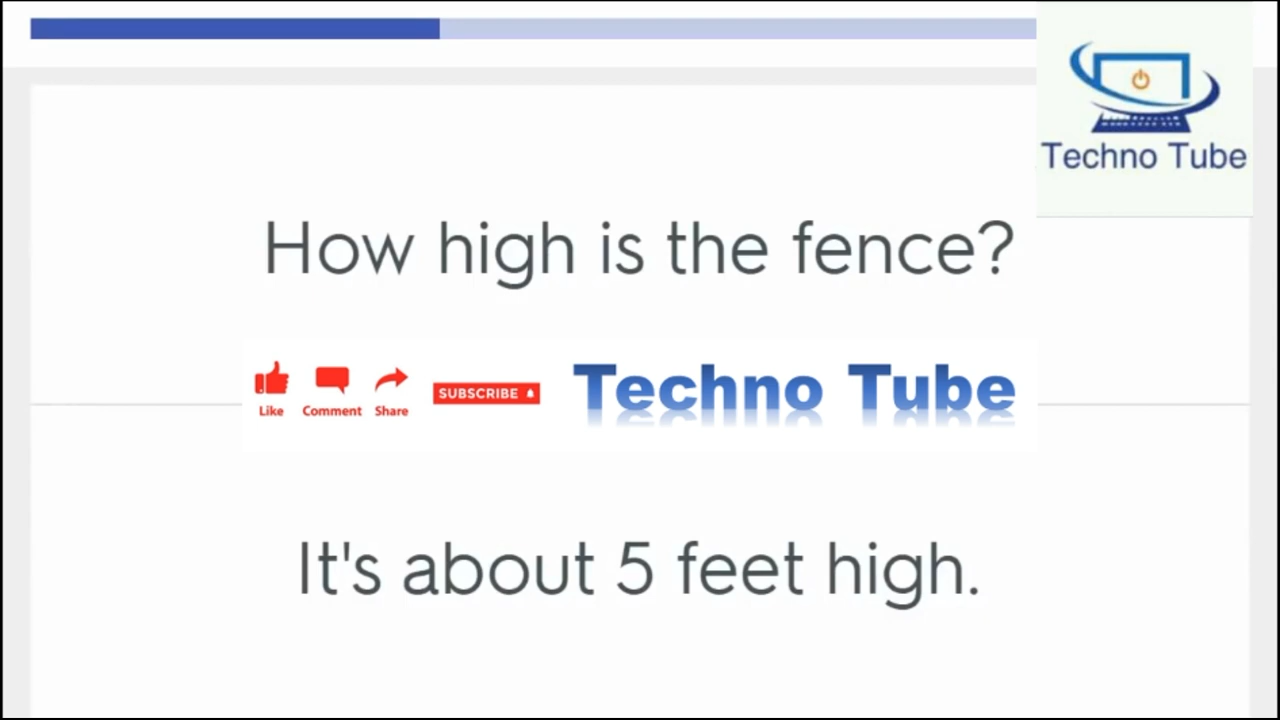 Techno Tube
How high is the fence?
Like Comment Share SUBSCRIBE Techno Tube
It's about 5 feet high.